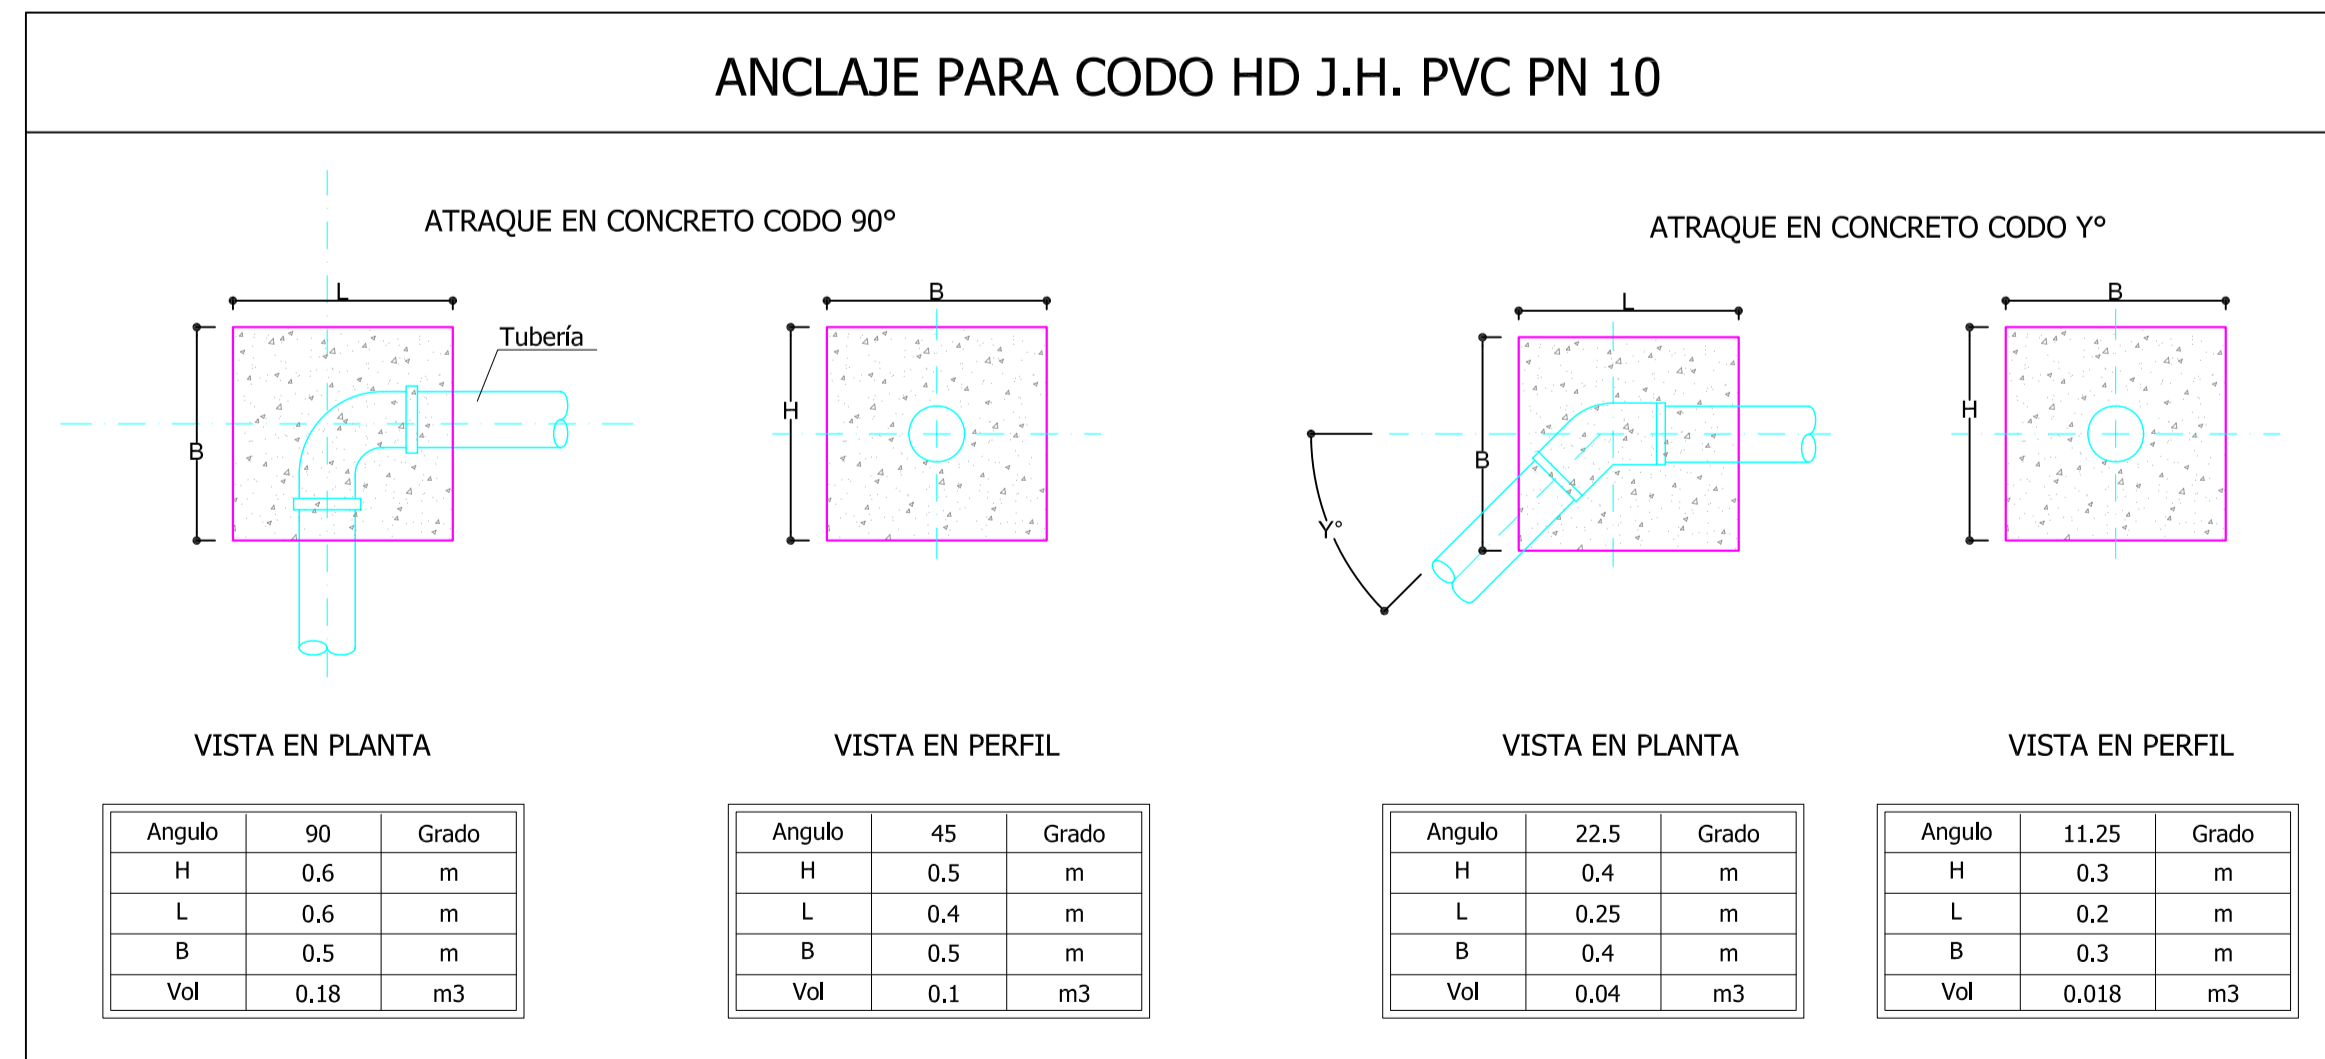 ANCLAJE PARA CODO HD J.H. PVC PN 10
ATRAQUE EN CONCRETO CODO 90°
L
B
Tubería
B
H
VISTA EN PLANTA
VISTA EN PERFIL
ATRAQUE EN CONCRETO CODO Y°
L
B
Y°
B
H
VISTA EN PLANTA
VISTA EN PERFIL
Angulo 90 Grado
H 0.6 m
L 0.6 m
B 0.5 m
Vol 0.18 m3
Angulo 45 Grado
H 0.5 m
L 0.4 m
B 0.5 m
Vol 0.1 m3
Angulo 22.5 Grado
H 0.4 m
L 0.25 m
B 0.4 m
Vol 0.04 m3
Angulo 11.25 Grado
H 0.3 m
L 0.2 m
B 0.3 m
Vol 0.018 m3